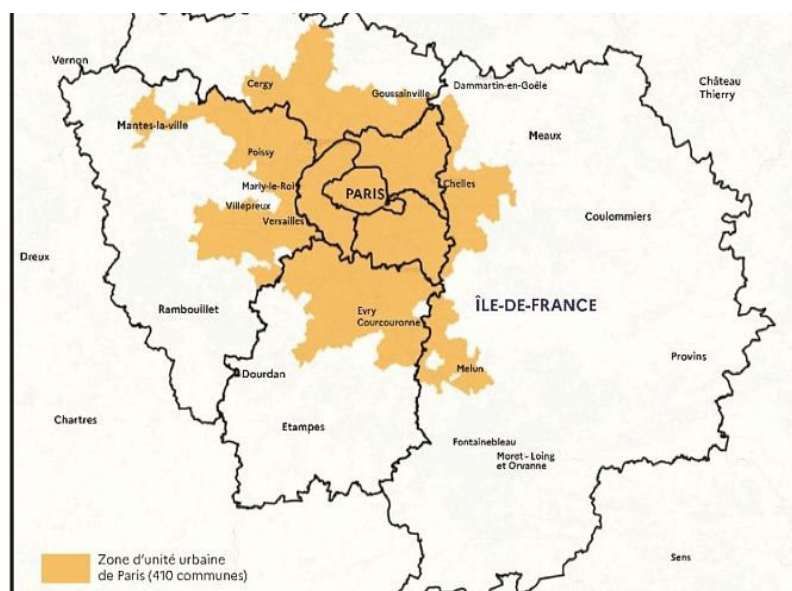 Vernon
Cergy
Goussainville
Dammartin-en-Goële
Château
Thierry
Mantes-la-ville
Meaux
Poissy
Marly-le-Roi
PARIS
Chelles
Villepreux
Versailles
Coulommiers
Dreux
Rambouillet
Evry
Courcouronne
ÎLE-DE-FRANCE
Provins
Melun
Dourdan
Chartres
Etampes
Fontainebleau
Moret-Loing
et Orvanne
Sens
Zone d'unité urbaine
de Paris (410 communes)